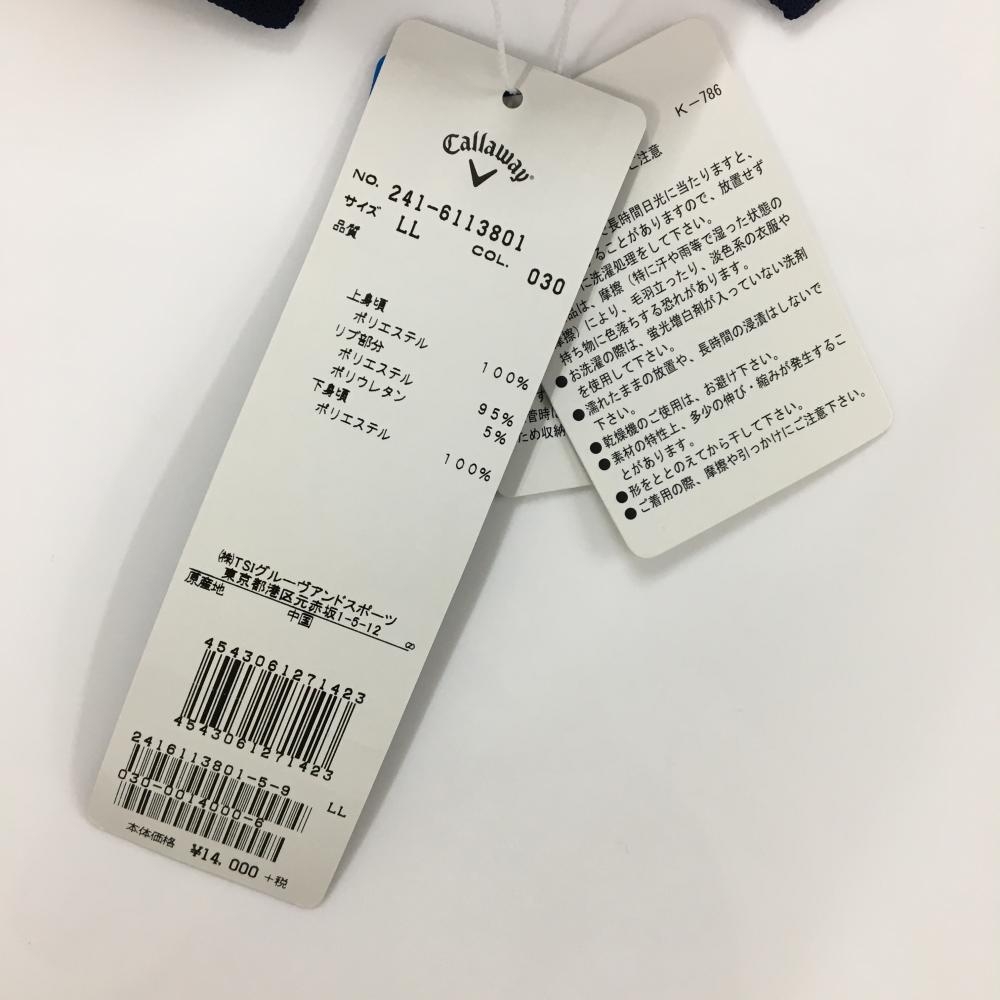 Callaway
NO. 241-6113801
サイズ LL COL. 030
品質
上身頃
ポリエステル 100%
リブ部分
ポリエステル 95%
ポリウレタン 5%
下身頃
ポリエステル 100%
(株)TSIグルーヴアンドスポーツ
東京都港区元赤坂1-5-12
原産地 中国 8
4543061271423
4543061271423
2416113801-5-9
030-0014000-6 LL
本体価格 ¥14,000 +税
K-786
ご注意
長時間日光に当たりますと、
ることがありますので、放置せず
に洗濯処理をして下さい。
品は、摩擦(特に汗や雨等で湿った状態の
摩擦)により、毛羽立ったり、淡色系の衣服や
持ち物に色落ちする恐れがあります。
●お洗濯の際は、蛍光増白剤が入っていない洗剤
を使用して下さい。
●濡れたままの放置や、長時間の浸漬はしないで
下さい。
●乾燥機のご使用は、お避け下さい。
●素材の特性上、多少の伸び・縮みが発生するこ
とがあります。
●形をととのえてから干して下さい。
●ご着用の際、摩擦や引っかけにご注意下さい。
管時に
ため収納